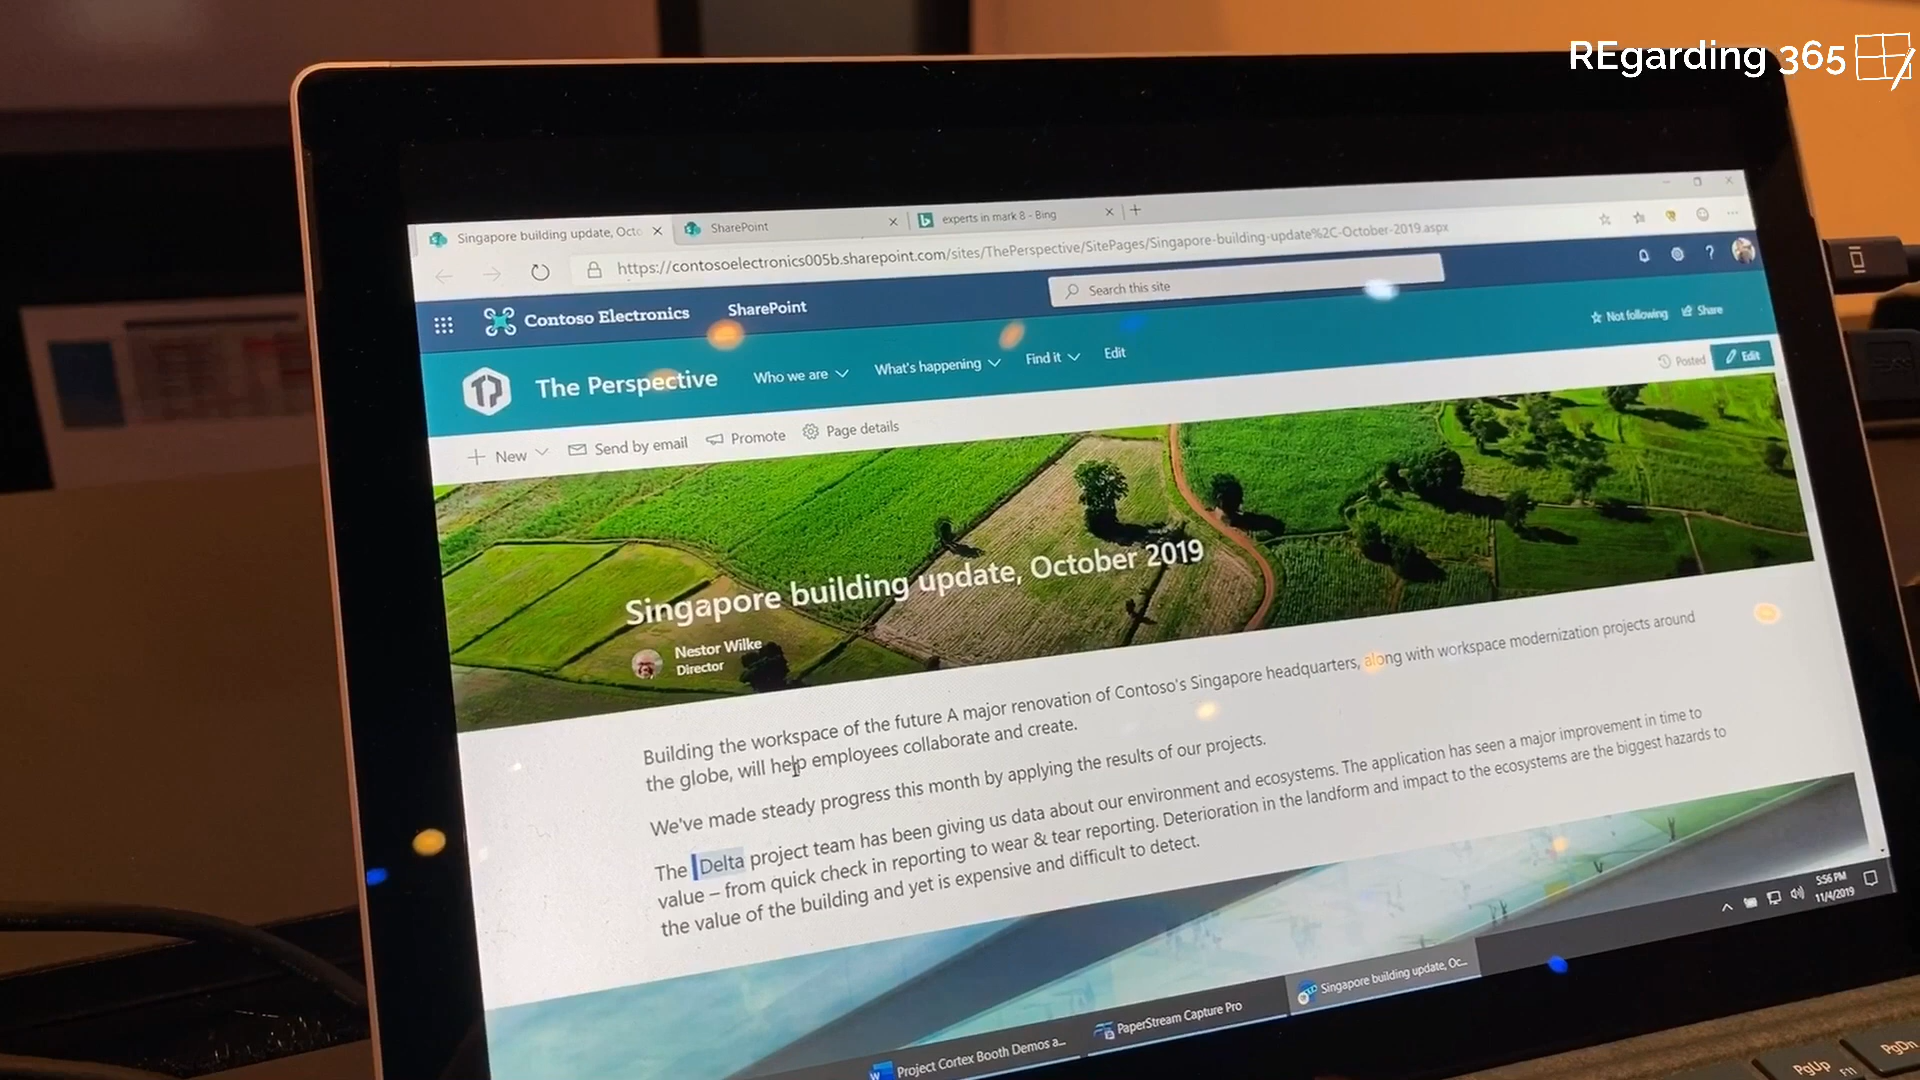 REgarding 365
Singapore building update, Octo
SharePoint
experts in mark 8 - Bing
https://contosoelectronics005b.sharepoint.com/sites/ThePerspective/SitePages/Singapore-building-update%2C-October-2019.aspx
Contoso Electronics
SharePoint
Search this site
The Perspective
Who we are
What's happening
Find it
Edit
Not following
Share
New
Send by email
Promote
Page details
Posted
Edit
Singapore building update, October 2019
Nestor Wilke
Director
Building the workspace of the future A major renovation of Contoso's Singapore headquarters, along with workspace modernization projects around
the globe, will help employees collaborate and create.
We've made steady progress this month by applying the results of our projects.
The Delta project team has been giving us data about our environment and ecosystems. The application has seen a major improvement in time to
value – from quick check in reporting to wear & tear reporting. Deterioration in the landform and impact to the ecosystems are the biggest hazards to
the value of the building and yet is expensive and difficult to detect.
Project Cortex Booth Demos a...
PaperStream Capture Pro
Singapore building update, Oc...
5:56 PM
11/4/2019
PgUp
F11
PgDn